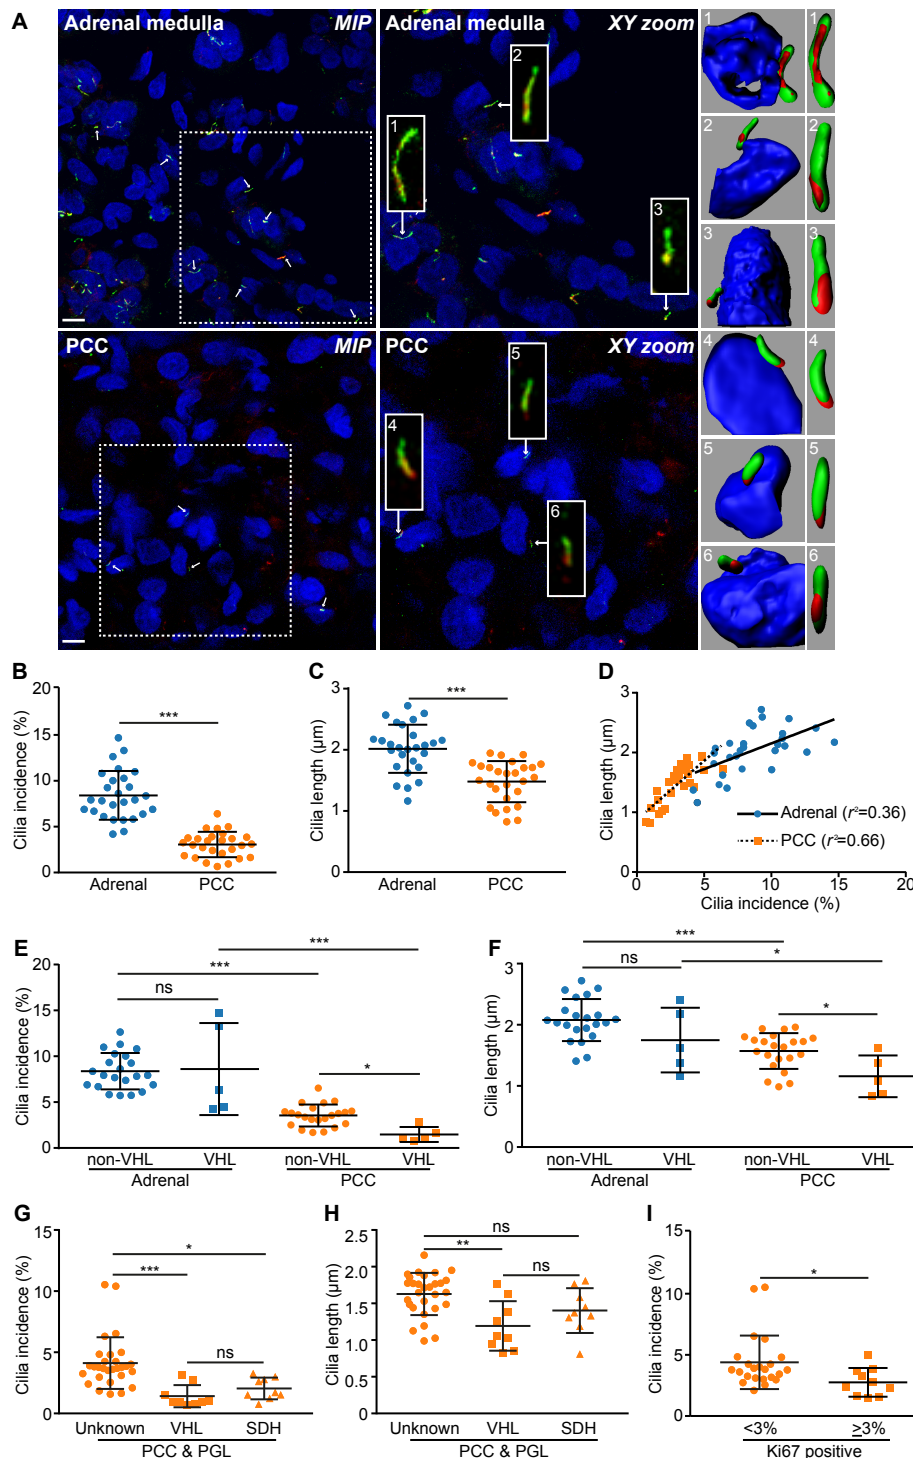 A
Adrenal medulla
MIP
Adrenal medulla
XY zoom
1
2
3
1
1
2
2
3
3
PCC
MIP
PCC
XY zoom
4
5
6
4
4
5
5
6
6
B
Cilia incidence (%)
20
15
10
5
0
***
Adrenal
PCC
C
Cilia length (µm)
3
2
1
0
***
Adrenal
PCC
D
Cilia length (µm)
3
2
1
0
Adrenal (r²=0.36)
PCC (r²=0.66)
0
5
10
15
20
Cilia incidence (%)
E
Cilia incidence (%)
20
15
10
5
0
***
***
ns
*
non-VHL
VHL
non-VHL
VHL
Adrenal
PCC
F
Cilia length (µm)
3
2
1
0
***
ns
*
*
non-VHL
VHL
non-VHL
VHL
Adrenal
PCC
G
Cilia incidence (%)
15
10
5
0
*
***
ns
Unknown
VHL
SDH
PCC & PGL
H
Cilia length (µm)
2.5
2.0
1.5
1.0
0.5
0.0
ns
**
ns
Unknown
VHL
SDH
PCC & PGL
I
Cilia incidence (%)
15
10
5
0
*
<3%
≥3%
Ki67 positive